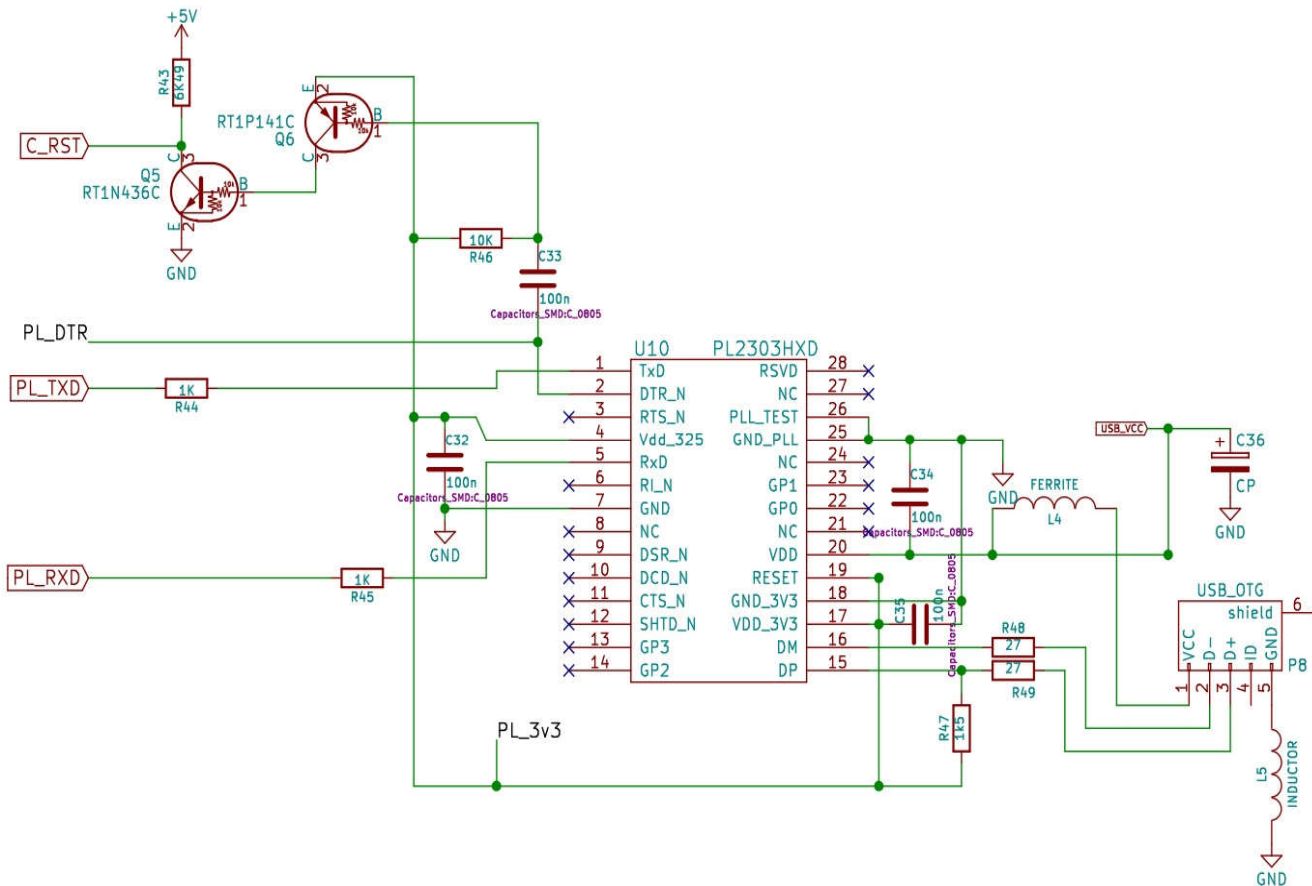 +5V
R43
6K49
E
2
RT1P141C
Q6
10k
10k
B
1
C
3
C_RST
C
3
Q5
RT1N436C
10k
10k
B
1
E
2
GND
10K
R46
C33
100n
Capacitors_SMD:C_0805
PL_DTR
PL_TXD
1K
R44
PL_RXD
1K
R45
C32
100n
Capacitors_SMD:C_0805
GND
U10
PL2303HXD
1 TxD
2 DTR_N
3 RTS_N
4 Vdd_325
5 RxD
6 RI_N
7 GND
8 NC
9 DSR_N
10 DCD_N
11 CTS_N
12 SHTD_N
13 GP3
14 GP2
RSVD 28
NC 27
PLL_TEST 26
GND_PLL 25
NC 24
GP1 23
GP0 22
NC 21
VDD 20
RESET 19
GND_3V3 18
VDD_3V3 17
DM 16
DP 15
C34
100n
Capacitors_SMD:C_0805
GND
FERRITE
L4
USB_VCC
+
C36
CP
GND
C35
100n
Capacitors_SMD:C_0805
R48
27
27
R49
R47
1k5
PL_3v3
USB_OTG
shield
6
VCC
D-
D+
ID
GND
P8
1
2
3
4
5
L5
INDUCTOR
GND